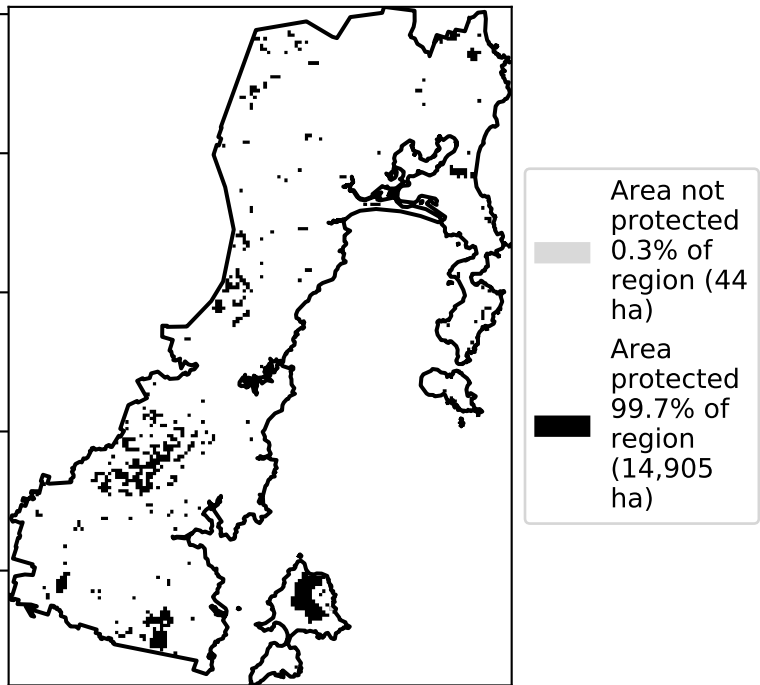 Area not
protected
0.3% of
region (44
ha)
Area
protected
99.7% of
region
(14,905
ha)